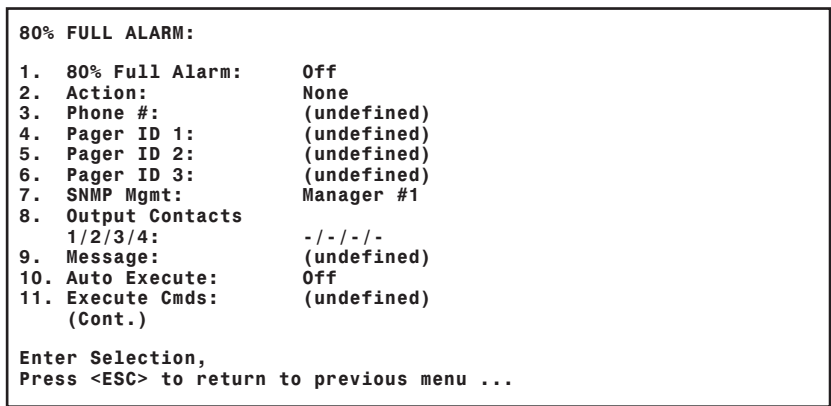 80% FULL ALARM:
1. 80% Full Alarm: Off
2. Action: None
3. Phone #: (undefined)
4. Pager ID 1: (undefined)
5. Pager ID 2: (undefined)
6. Pager ID 3: (undefined)
7. SNMP Mgmt: Manager #1
8. Output Contacts
1/2/3/4: -/-/-/-
9. Message: (undefined)
10. Auto Execute: Off
11. Execute Cmds: (undefined)
(Cont.)
Enter Selection,
Press <ESC> to return to previous menu ...